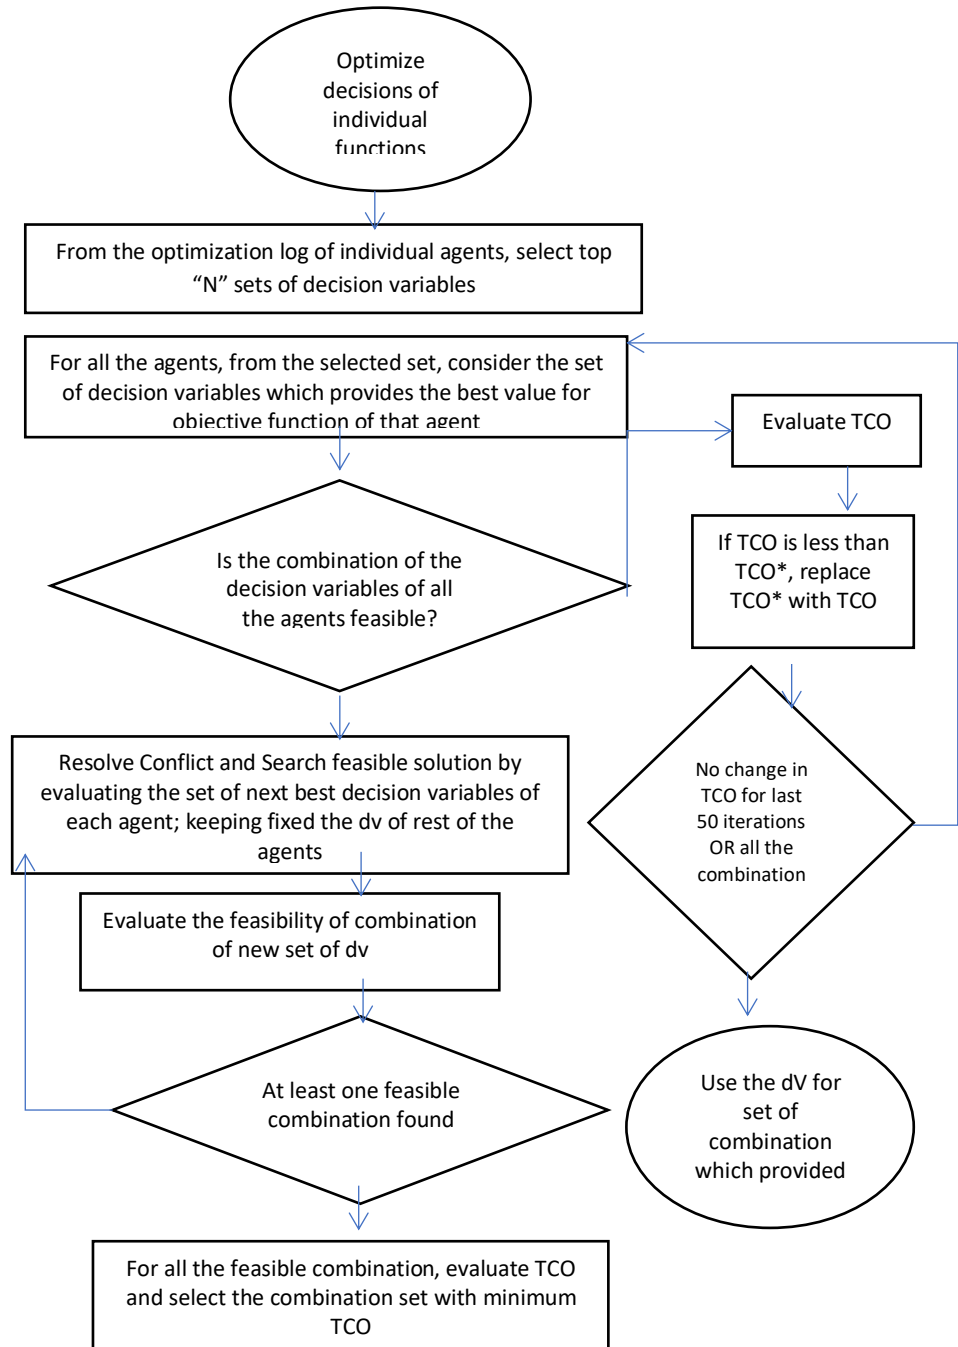 Optimize
decisions of
individual
functions
From the optimization log of individual agents, select top
“N” sets of decision variables
For all the agents, from the selected set, consider the set
of decision variables which provides the best value for
objective function of that agent
Evaluate TCO
If TCO is less than
TCO*, replace
TCO* with TCO
Is the combination of the
decision variables of all
the agents feasible?
No change in
TCO for last
50 iterations
OR all the
combination
Resolve Conflict and Search feasible solution by
evaluating the set of next best decision variables of
each agent; keeping fixed the dv of rest of the
agents
Evaluate the feasibility of combination
of new set of dv
At least one feasible
combination found
Use the dV for
set of
combination
which provided
For all the feasible combination, evaluate TCO
and select the combination set with minimum
TCO